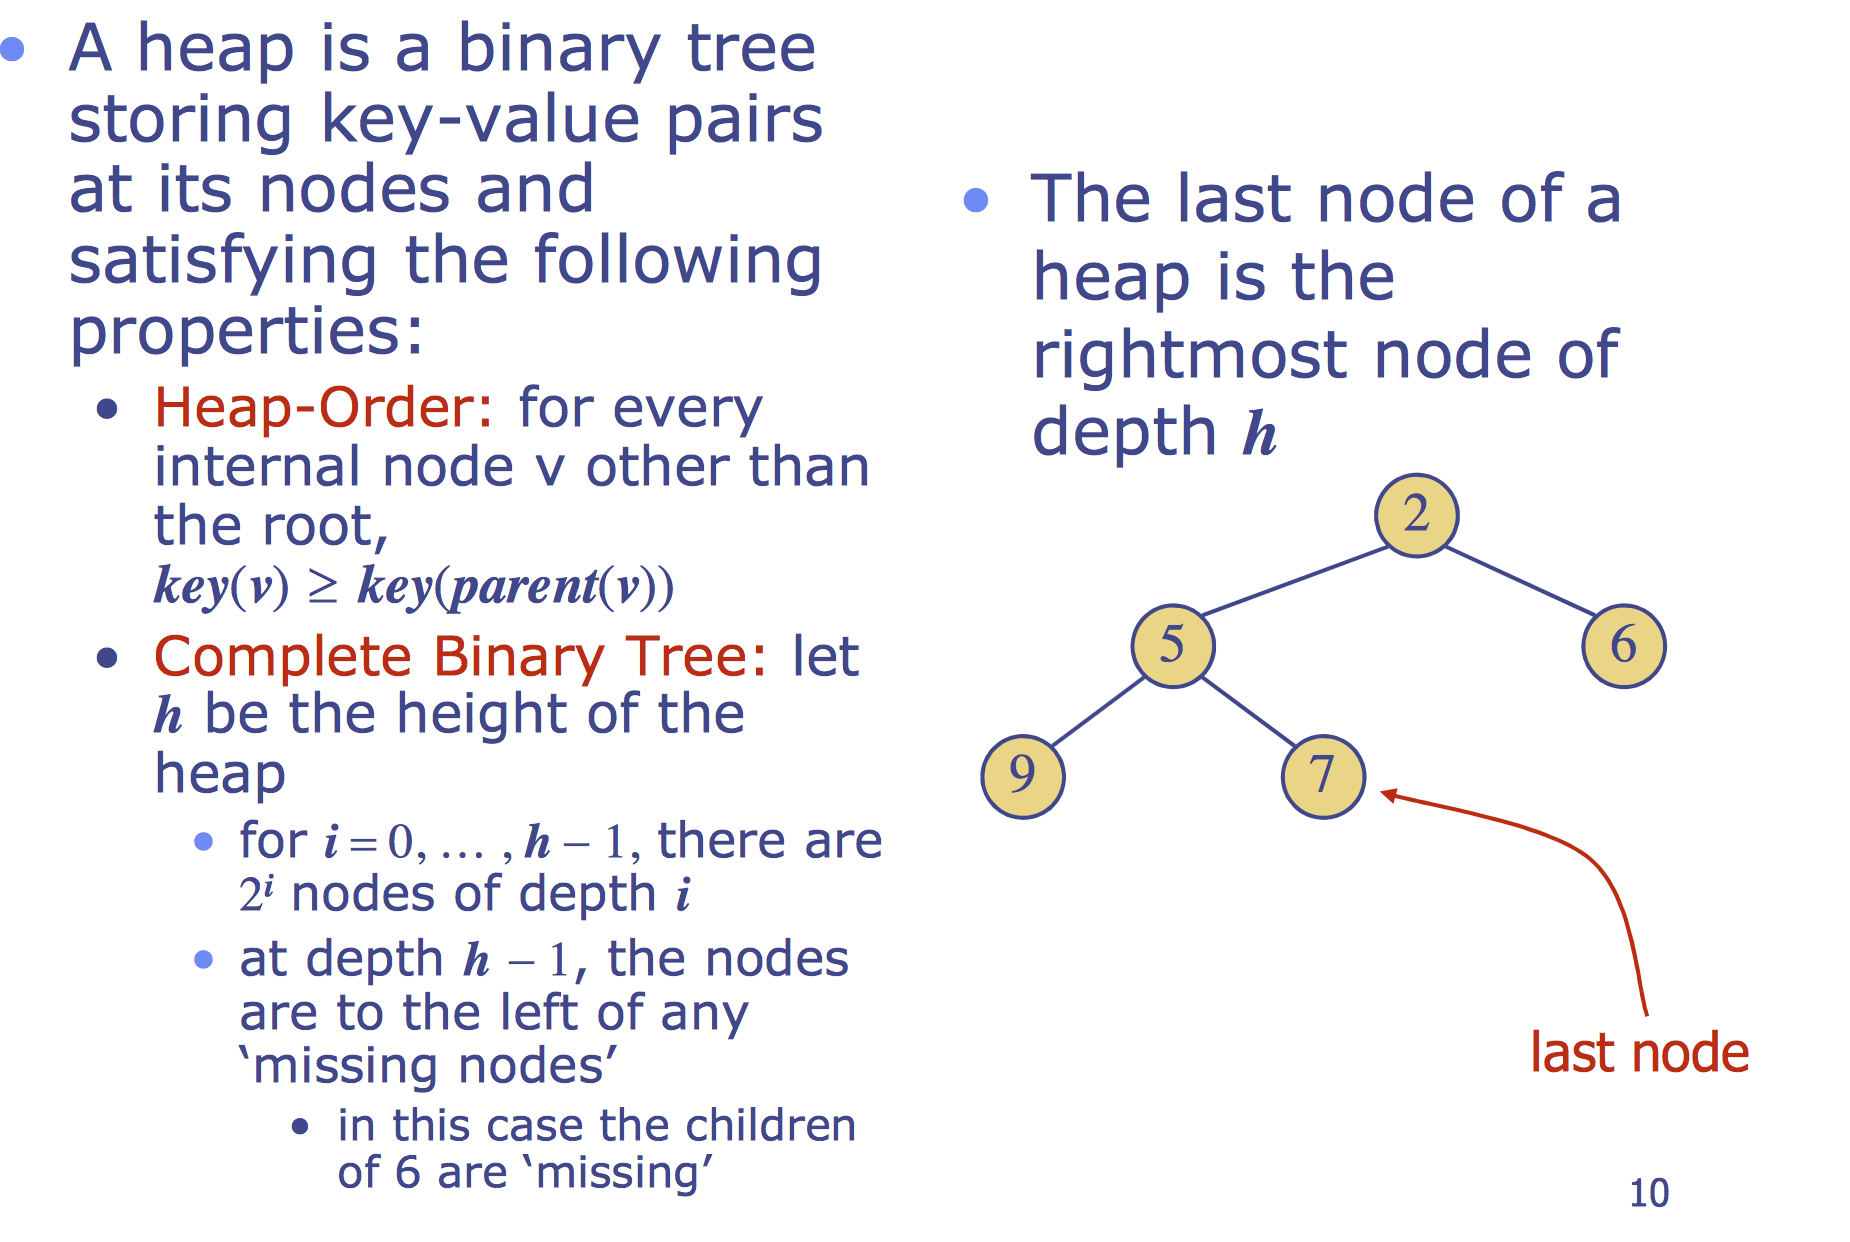 • A heap is a binary tree
storing key-value pairs
at its nodes and
satisfying the following
properties:
• Heap-Order: for every
internal node v other than
the root,
key(v) ≥ key(parent(v))
• Complete Binary Tree: let
h be the height of the
heap
• for i = 0, … , h – 1, there are
2ⁱ nodes of depth i
• at depth h – 1, the nodes
are to the left of any
‘missing nodes’
• in this case the children
of 6 are ‘missing’
• The last node of a
heap is the
rightmost node of
depth h
2
5
6
9
7
last node
10